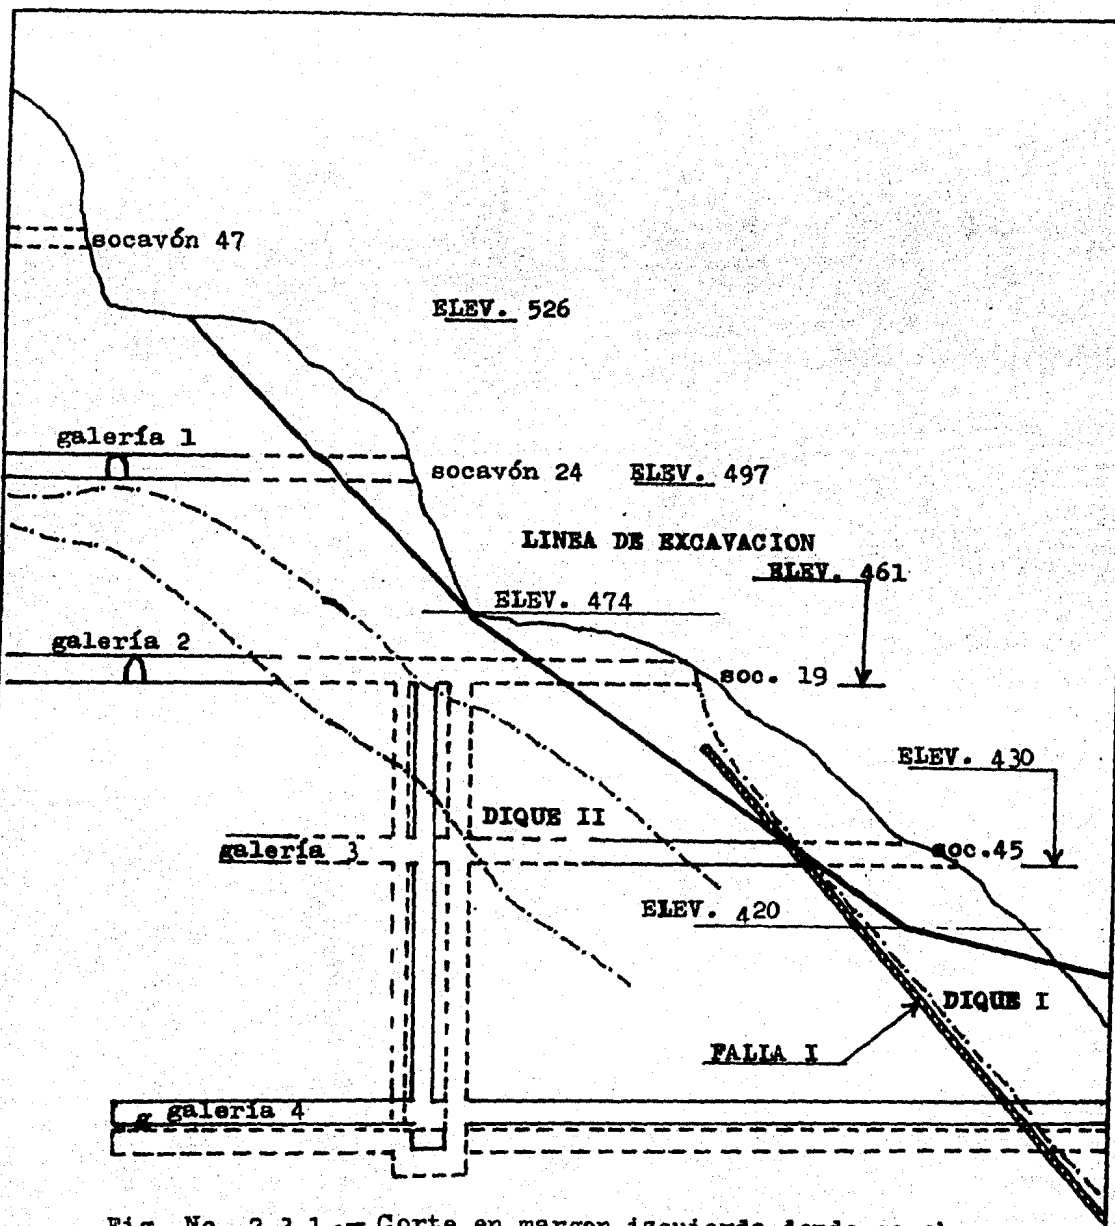 socavón 47
ELEV. 526
galería 1
socavón 24 ELEV. 497
LINEA DE EXCAVACION
ELEV. 461
ELEV. 474
galería 2
soc. 19
ELEV. 430
DIQUE II
galería 3
soc.45
ELEV. 420
DIQUE I
FALLA I
g galería 4
Fig. No. 2.3.1.- Corte en margen izquierda donde